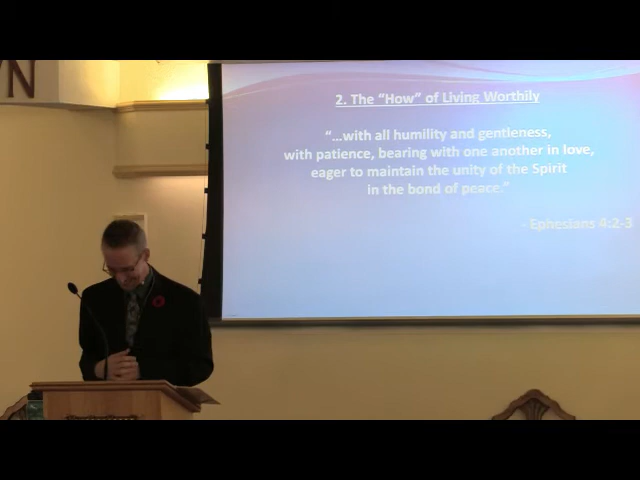 WN
2. The “How” of Living Worthily
“…with all humility and gentleness,
with patience, bearing with one another in love,
eager to maintain the unity of the Spirit
in the bond of peace.”
- Ephesians 4:2-3